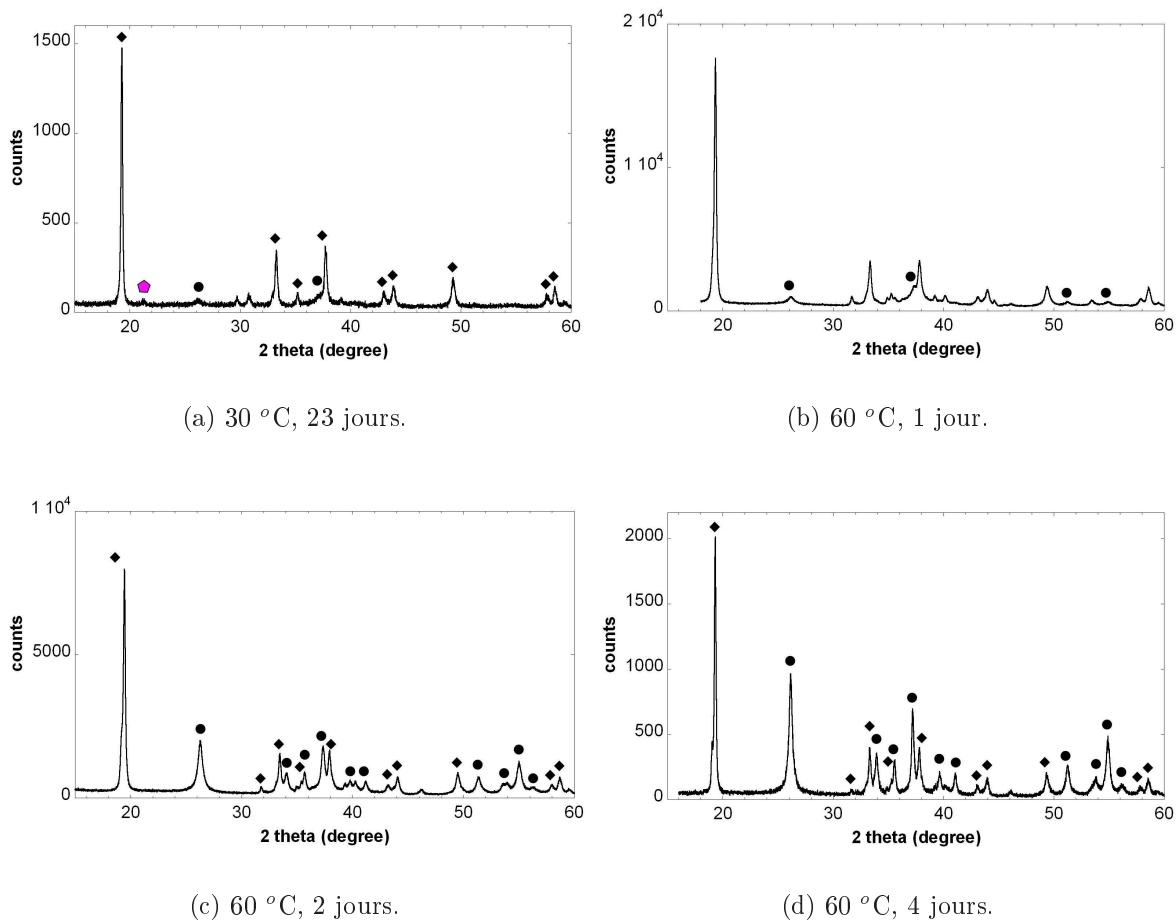 1500
1000
500
0
counts
20 30 40 50 60
2 theta (degree)
(a) 30 °C, 23 jours.
2 10⁴
1 10⁴
0
counts
20 30 40 50 60
2 theta (degree)
(b) 60 °C, 1 jour.
1 10⁴
5000
0
counts
20 30 40 50 60
2 theta (degree)
(c) 60 °C, 2 jours.
2000
1500
1000
500
0
counts
20 30 40 50 60
2 theta (degree)
(d) 60 °C, 4 jours.